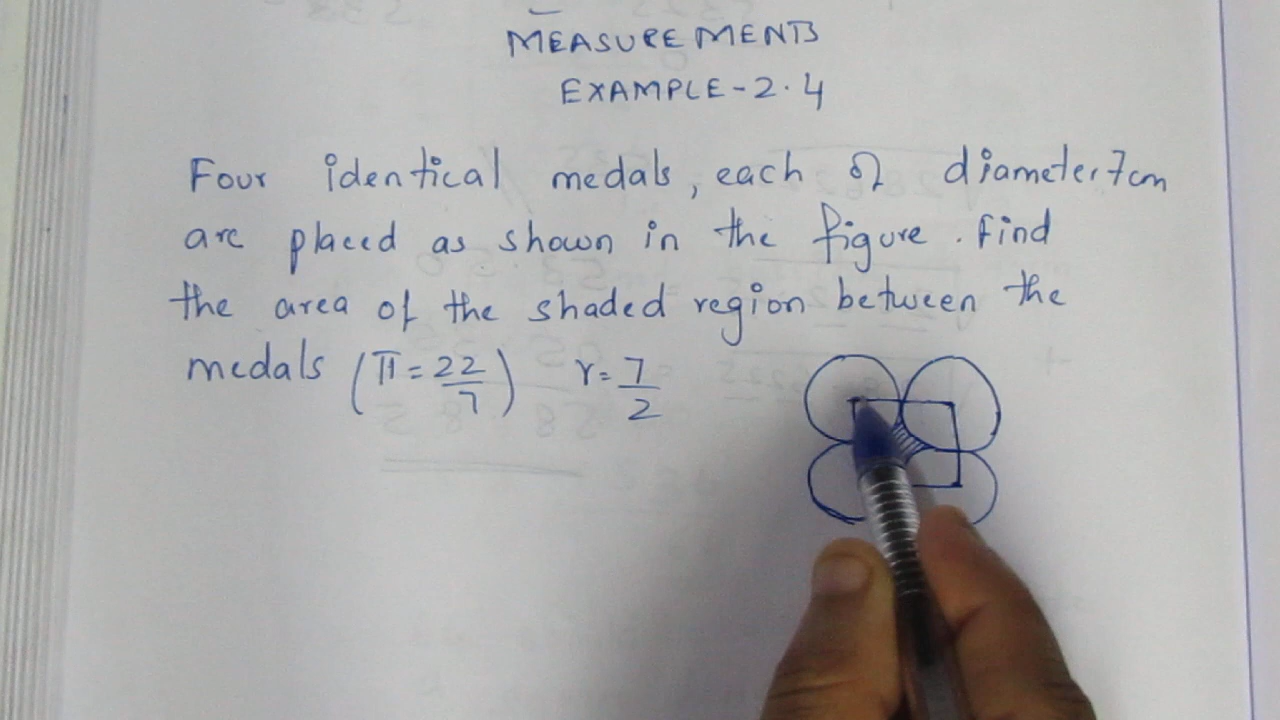 MEASUREMENTS
EXAMPLE-2.4
Four identical medals, each of diameter 7cm
are placed as shown in the figure. find
the area of the shaded region between the
medals (π = 22/7) r = 7/2